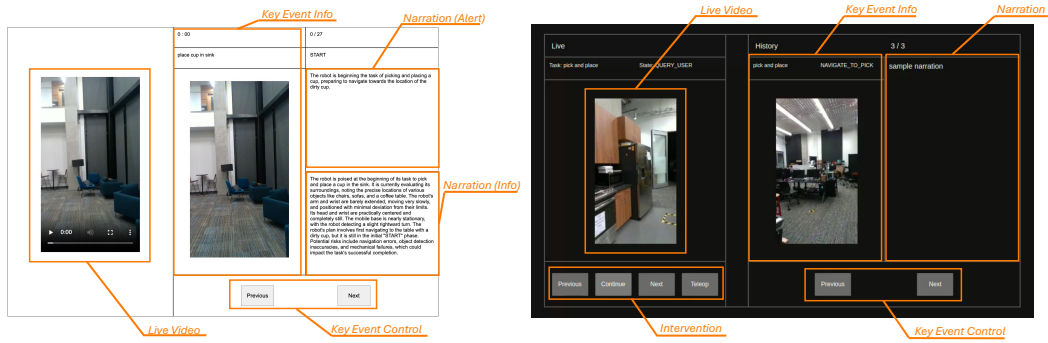 Key Event Info
Narration (Alert)
0 : 00
0 / 27
place cup in sink
START
The robot is beginning the task of picking and placing a
cup, preparing to navigate towards the location of the
dirty cup.
0:00
The robot is poised at the beginning of its task to pick
and place a cup in the sink. It is currently evaluating its
surroundings, noting the precise locations of various
objects like chairs, sofas, and a coffee table. The robot's
arm and wrist are barely extended, moving very slowly,
and positioned with minimal deviation from their limits.
Its head and wrist are practically centered and
completely still. The mobile base is nearly stationary,
with the robot detecting a slight rightward turn. The
robot's plan involves first navigating to the table with a
dirty cup, but it is still in the initial "START" phase.
Potential risks include navigation errors, object detection
inaccuracies, and mechanical failures, which could
impact the task's successful completion.
Narration (Info)
Previous
Next
Live Video
Key Event Control
Live Video
Key Event Info
Narration
Live
History
3 / 3
Task: pick and place
State: QUERY_USER
pick and place
NAVIGATE_TO_PICK
sample narration
Previous
Continue
Next
Teleop
Previous
Next
Intervention
Key Event Control